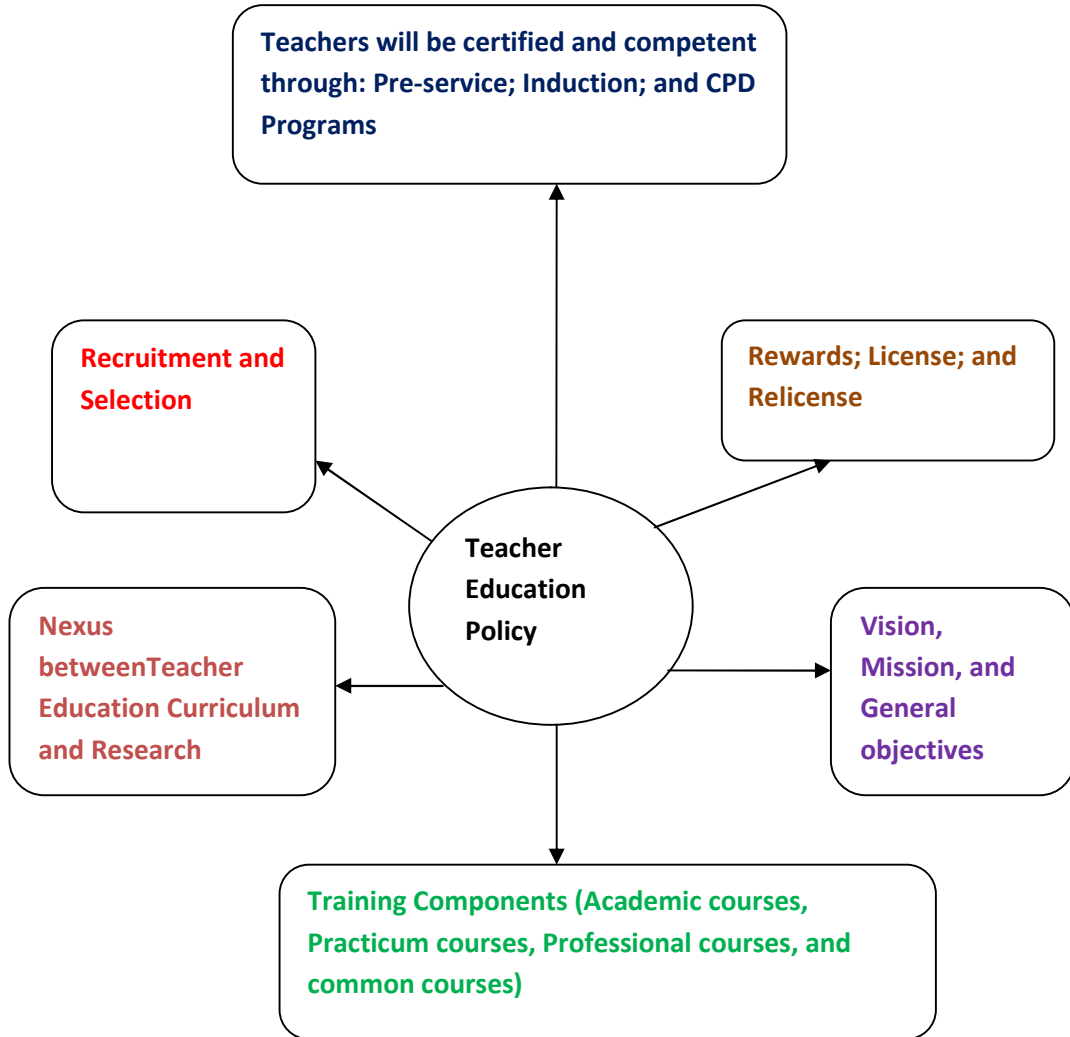 Teachers will be certified and competent
through: Pre-service; Induction; and CPD
Programs
Recruitment and
Selection
Rewards; License; and
Relicense
Teacher
Education
Policy
Nexus
betweenTeacher
Education Curriculum
and Research
Vision,
Mission, and
General
objectives
Training Components (Academic courses,
Practicum courses, Professional courses, and
common courses)